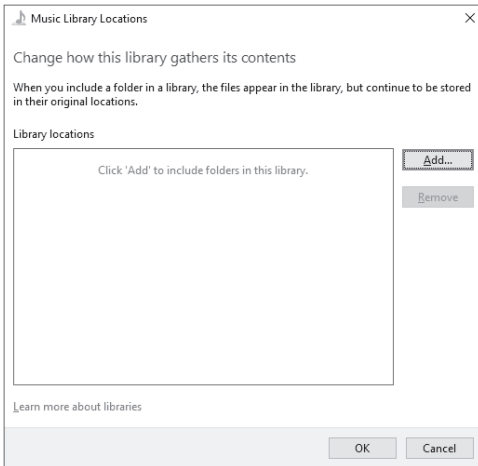 Music Library Locations
Change how this library gathers its contents
When you include a folder in a library, the files appear in the library, but continue to be stored
in their original locations.
Library locations
Click 'Add' to include folders in this library.
Add...
Remove
Learn more about libraries
OK
Cancel